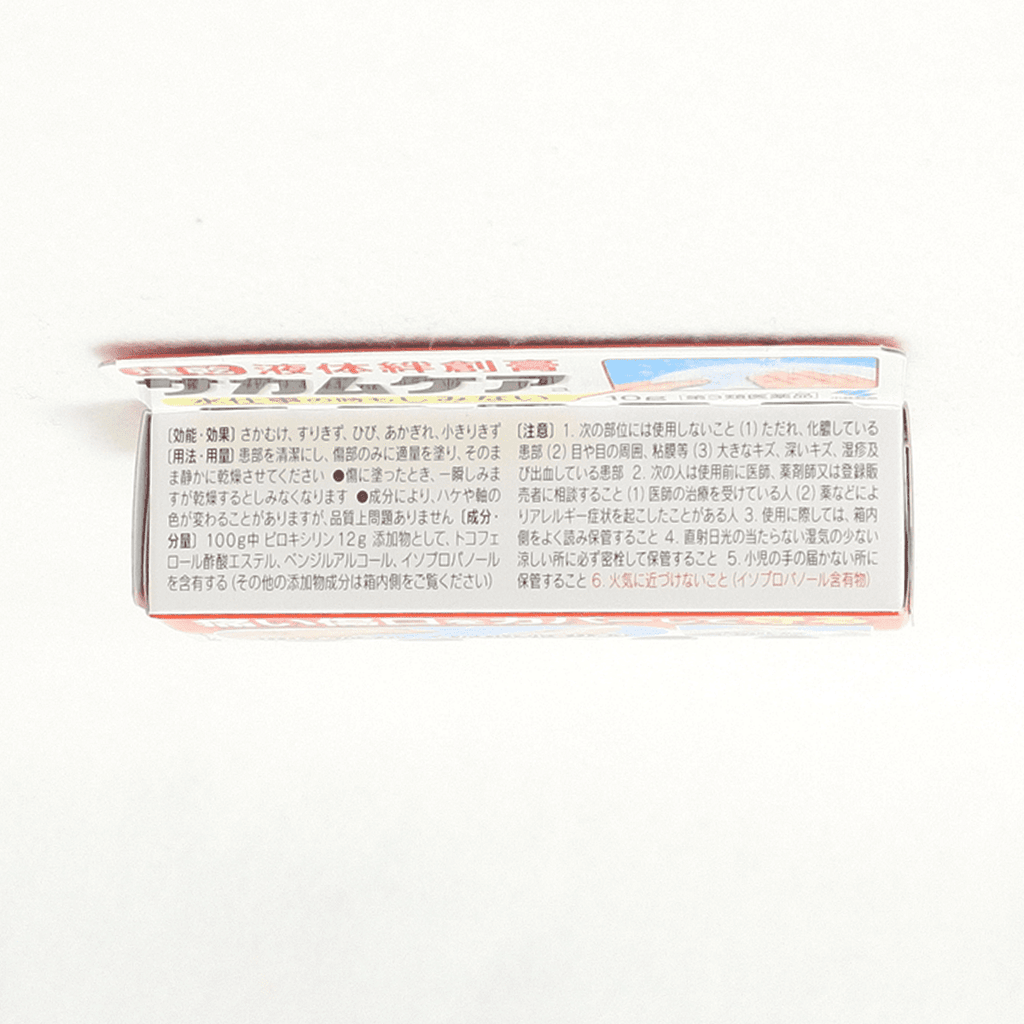 液体絆創膏
サカムケア
水仕事の時もしみない
10g 【第3類医薬品】
〔効能・効果〕さかむけ、すりきず、ひび、あかぎれ、小きりきず
〔用法・用量〕患部を清潔にし、傷部のみに適量を塗り、そのま
ま静かに乾燥させてください ●傷に塗ったとき、一瞬しみま
すが乾燥するとしみなくなります ●成分により、ハケや軸の
色が変わることがありますが、品質上問題ありません〔成分・
分量〕100g中 ピロキシリン12g 添加物として、トコフェ
ロール酢酸エステル、ベンジルアルコール、イソプロパノール
を含有する(その他の添加物成分は箱内側をご覧ください)
〔注意〕1. 次の部位には使用しないこと (1) ただれ、化膿している
患部 (2) 目や目の周囲、粘膜等 (3) 大きなキズ、深いキズ、湿疹及
び出血している患部 2. 次の人は使用前に医師、薬剤師又は登録販
売者に相談すること (1) 医師の治療を受けている人 (2) 薬などによ
りアレルギー症状を起こしたことがある人 3. 使用に際しては、箱内
側をよく読み保管すること 4. 直射日光の当たらない湿気の少ない
涼しい所に必ず密栓して保管すること 5. 小児の手の届かない所に
保管すること 6. 火気に近づけないこと (イソプロパノール含有物)